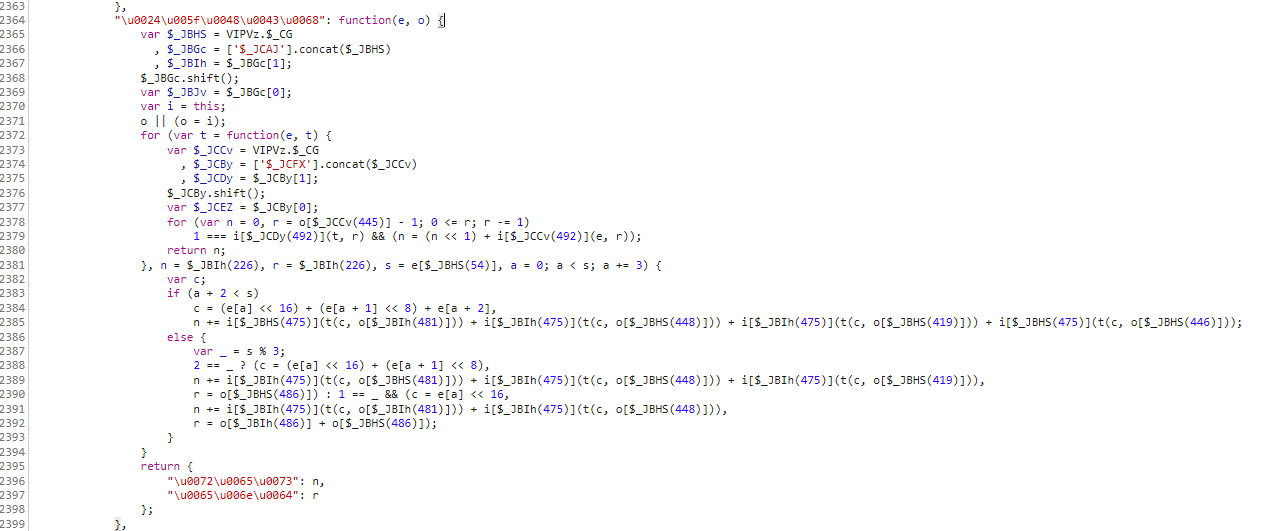 2363 },
2364 "\u0024\u005f\u0048\u0043\u0068": function(e, o) {
2365 var $_JBHS = VIPVz.$_CG
2366 , $_JBGc = ['$_JCAJ'].concat($_JBHS)
2367 , $_JBIh = $_JBGc[1];
2368 $_JBGc.shift();
2369 var $_JBJv = $_JBGc[0];
2370 var i = this;
2371 o || (o = i);
2372 for (var t = function(e, t) {
2373 var $_JCCv = VIPVz.$_CG
2374 , $_JCBy = ['$_JCFX'].concat($_JCCv)
2375 , $_JCDy = $_JCBy[1];
2376 $_JCBy.shift();
2377 var $_JCEZ = $_JCBy[0];
2378 for (var n = 0, r = o[$_JCCv(445)] - 1; 0 <= r; r -= 1)
2379 1 === i[$_JCDy(492)](t, r) && (n = (n << 1) + i[$_JCCv(492)](e, r));
2380 return n;
2381 }, n = $_JBIh(226), r = $_JBIh(226), s = e[$_JBHS(54)], a = 0; a < s; a += 3) {
2382 var c;
2383 if (a + 2 < s)
2384 c = (e[a] << 16) + (e[a + 1] << 8) + e[a + 2],
2385 n += i[$_JBHS(475)](t(c, o[$_JBIh(481)])) + i[$_JBIh(475)](t(c, o[$_JBHS(448)])) + i[$_JBIh(475)](t(c, o[$_JBHS(419)])) + i[$_JBHS(475)](t(c, o[$_JBHS(446)]));
2386 else {
2387 var _ = s % 3;
2388 2 == _ ? (c = (e[a] << 16) + (e[a + 1] << 8),
2389 n += i[$_JBIh(475)](t(c, o[$_JBHS(481)])) + i[$_JBIh(475)](t(c, o[$_JBHS(448)])) + i[$_JBIh(475)](t(c, o[$_JBHS(419)])),
2390 r = o[$_JBHS(486)]) : 1 == _ && (c = e[a] << 16,
2391 n += i[$_JBIh(475)](t(c, o[$_JBIh(481)])) + i[$_JBIh(475)](t(c, o[$_JBHS(448)])),
2392 r = o[$_JBIh(486)] + o[$_JBHS(486)]);
2393 }
2394 }
2395 return {
2396 "\u0072\u0065\u0073": n,
2397 "\u0065\u006e\u0064": r
2398 };
2399 },